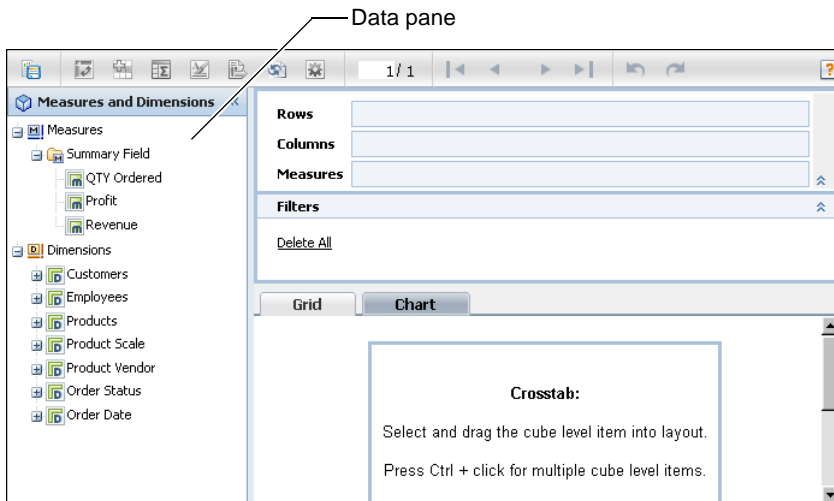 Data pane
1/ 1
?
Measures and Dimensions «
Measures
Summary Field
QTY Ordered
Profit
Revenue
Dimensions
Customers
Employees
Products
Product Scale
Product Vendor
Order Status
Order Date
Rows
Columns
Measures
Filters
Delete All
Grid Chart
Crosstab:
Select and drag the cube level item into layout.
Press Ctrl + click for multiple cube level items.